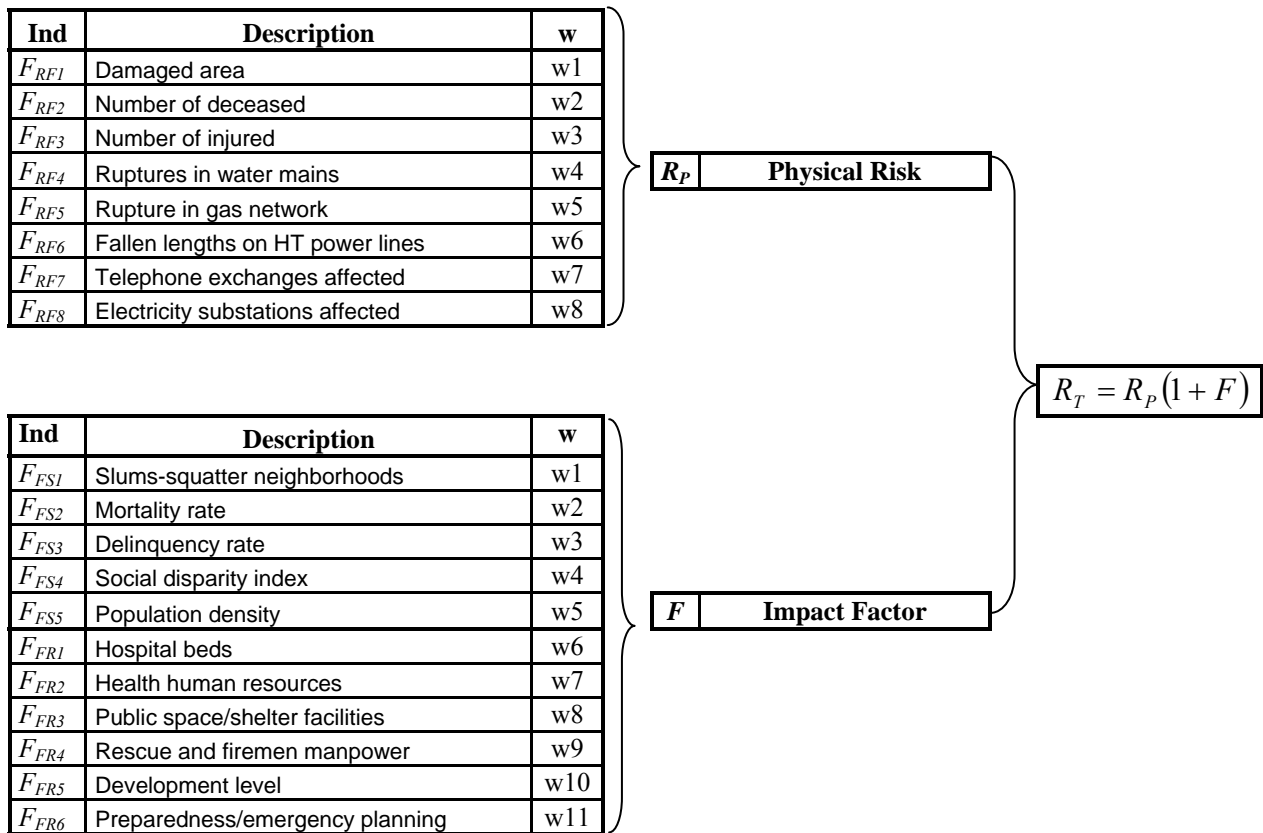 Ind Description w
F_RF1 Damaged area w1
F_RF2 Number of deceased w2
F_RF3 Number of injured w3
F_RF4 Ruptures in water mains w4
F_RF5 Rupture in gas network w5
F_RF6 Fallen lengths on HT power lines w6
F_RF7 Telephone exchanges affected w7
F_RF8 Electricity substations affected w8
R_P Physical Risk
R_T = R_P(1 + F)
Ind Description w
F_FS1 Slums-squatter neighborhoods w1
F_FS2 Mortality rate w2
F_FS3 Delinquency rate w3
F_FS4 Social disparity index w4
F_FS5 Population density w5
F_FR1 Hospital beds w6
F_FR2 Health human resources w7
F_FR3 Public space/shelter facilities w8
F_FR4 Rescue and firemen manpower w9
F_FR5 Development level w10
F_FR6 Preparedness/emergency planning w11
F Impact Factor